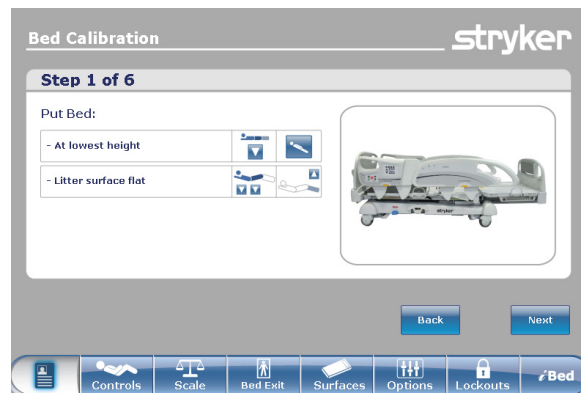 Bed Calibration
stryker
Step 1 of 6
Put Bed:
- At lowest height
- Litter surface flat
stryker
Back
Next
Controls
Scale
Bed Exit
Surfaces
Options
Lockouts
iBed